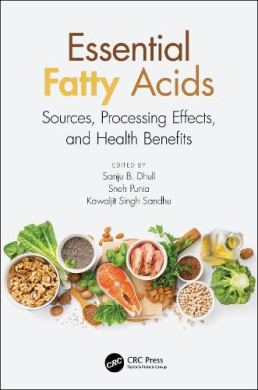 Essential
Fatty Acids
Sources, Processing Effects,
and Health Benefits
EDITED BY
Sanju B. Dhull
Sneh Punia
Kawaljit Singh Sandhu
CRC
CRC Press
Taylor & Francis Group